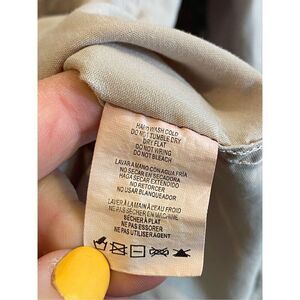 HAND WASH COLD
DO NOT TUMBLE DRY
DRY FLAT
DO NOT WRING
DO NOT BLEACH
LAVAR A MANO CON AGUA FRIA
NO SECAR EN SECADORA
HAGA SECAR EXTENDIDO
NO RETORCER
NO USAR BLANQUEADOR
LAVER À LA MAIN À L'EAU FROID
NE PAS SÉCHER EN MACHINE
SÉCHER À PLAT
NE PAS ESSORER
NE PAS UTILISER AGENT